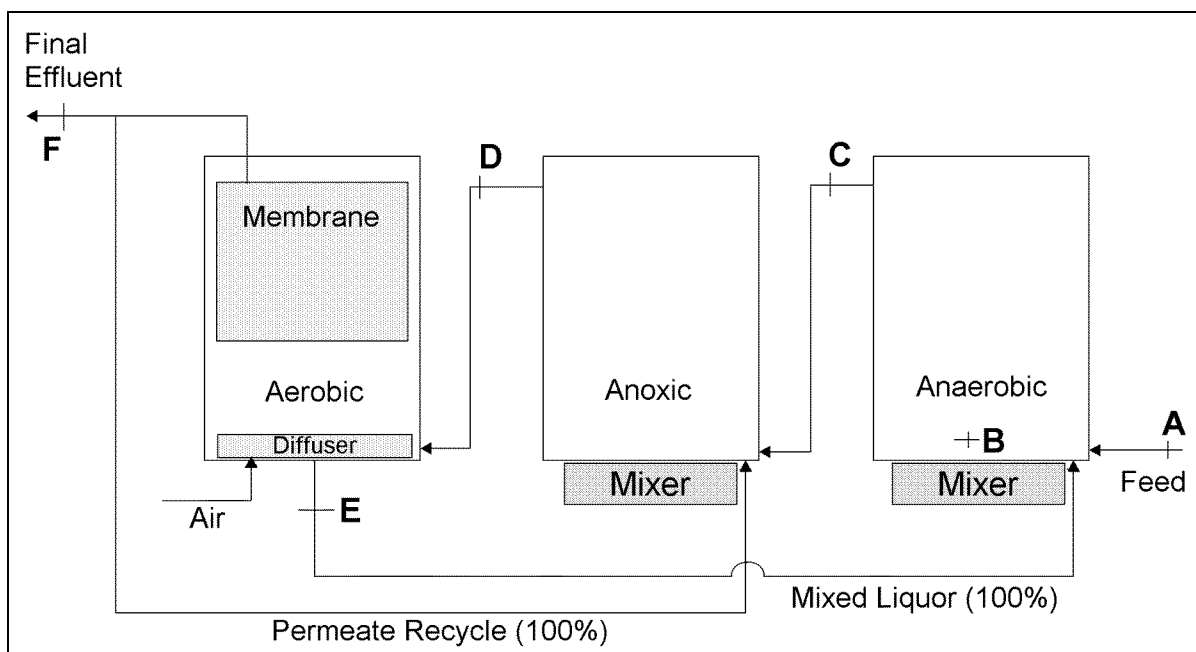 Final
Effluent
F
D
C
Membrane
Aerobic
Anoxic
Anaerobic
A
B
Diffuser
Mixer
Mixer
Feed
Air
E
Mixed Liquor (100%)
Permeate Recycle (100%)